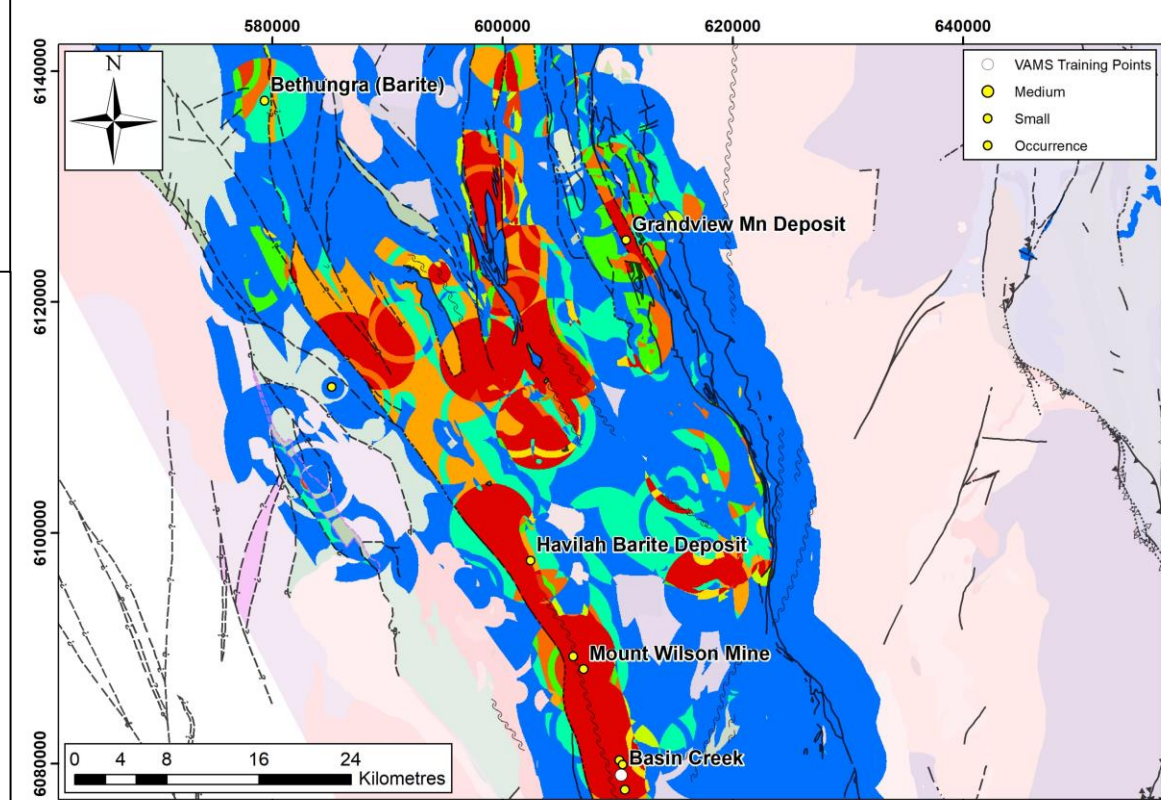 580000 600000 620000 640000
6140000
6120000
6100000
6080000
N
VAMS Training Points
Medium
Small
Occurrence
Bethungra (Barite)
Grandview Mn Deposit
Havilah Barite Deposit
Mount Wilson Mine
Basin Creek
0 4 8 16 24
Kilometres